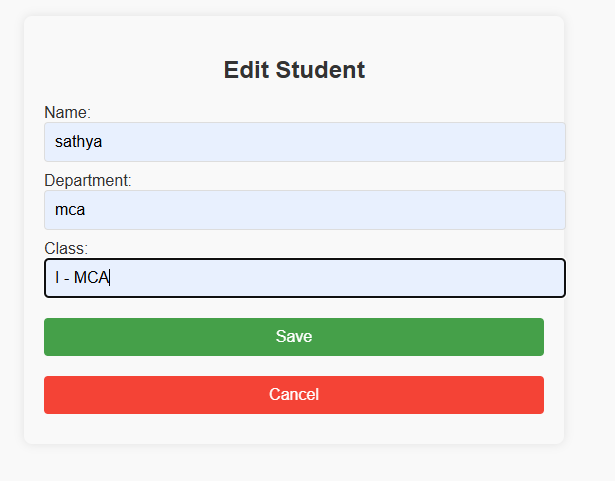 Edit Student
Name:
sathya
Department:
mca
Class:
I - MCA
Save
Cancel